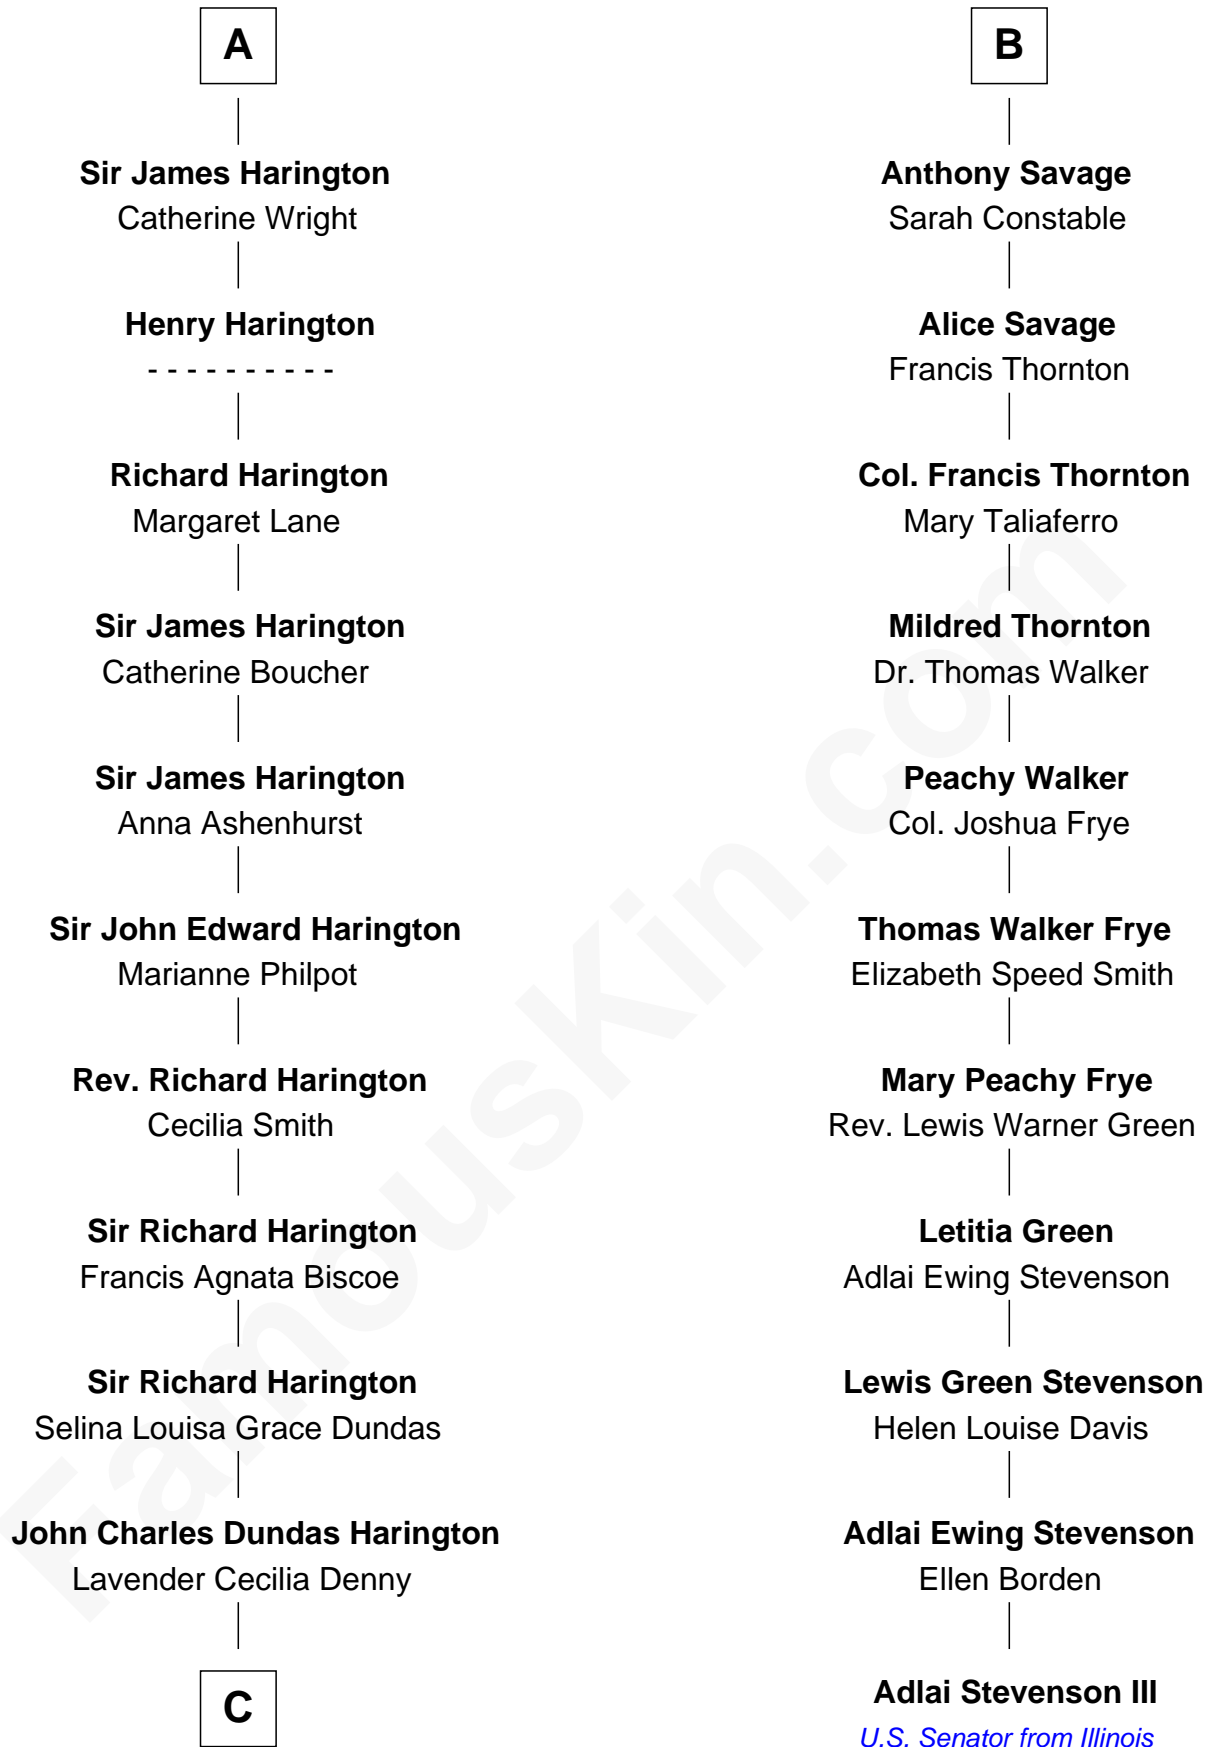 A
Sir James Harington
Catherine Wright
Henry Harington
- - - - - - - - - -
Richard Harington
Margaret Lane
Sir James Harington
Catherine Boucher
Sir James Harington
Anna Ashenhurst
Sir John Edward Harington
Marianne Philpot
Rev. Richard Harington
Cecilia Smith
Sir Richard Harington
Francis Agnata Biscoe
Sir Richard Harington
Selina Louisa Grace Dundas
John Charles Dundas Harington
Lavender Cecilia Denny
C
B
Anthony Savage
Sarah Constable
Alice Savage
Francis Thornton
Col. Francis Thornton
Mary Taliaferro
Mildred Thornton
Dr. Thomas Walker
Peachy Walker
Col. Joshua Frye
Thomas Walker Frye
Elizabeth Speed Smith
Mary Peachy Frye
Rev. Lewis Warner Green
Letitia Green
Adlai Ewing Stevenson
Lewis Green Stevenson
Helen Louise Davis
Adlai Ewing Stevenson
Ellen Borden
Adlai Stevenson III
U.S. Senator from Illinois
FamousKin.com